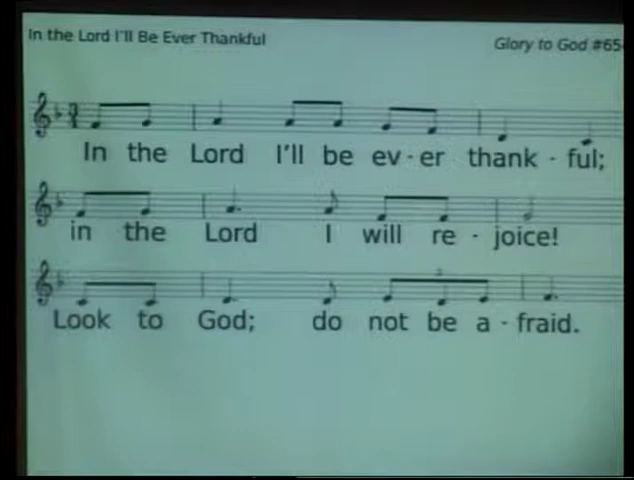 In the Lord I'll Be Ever Thankful
Glory to God #65
In the Lord I'll be ev - er thank - ful;
in the Lord I will re - joice!
Look to God; do not be a - fraid.